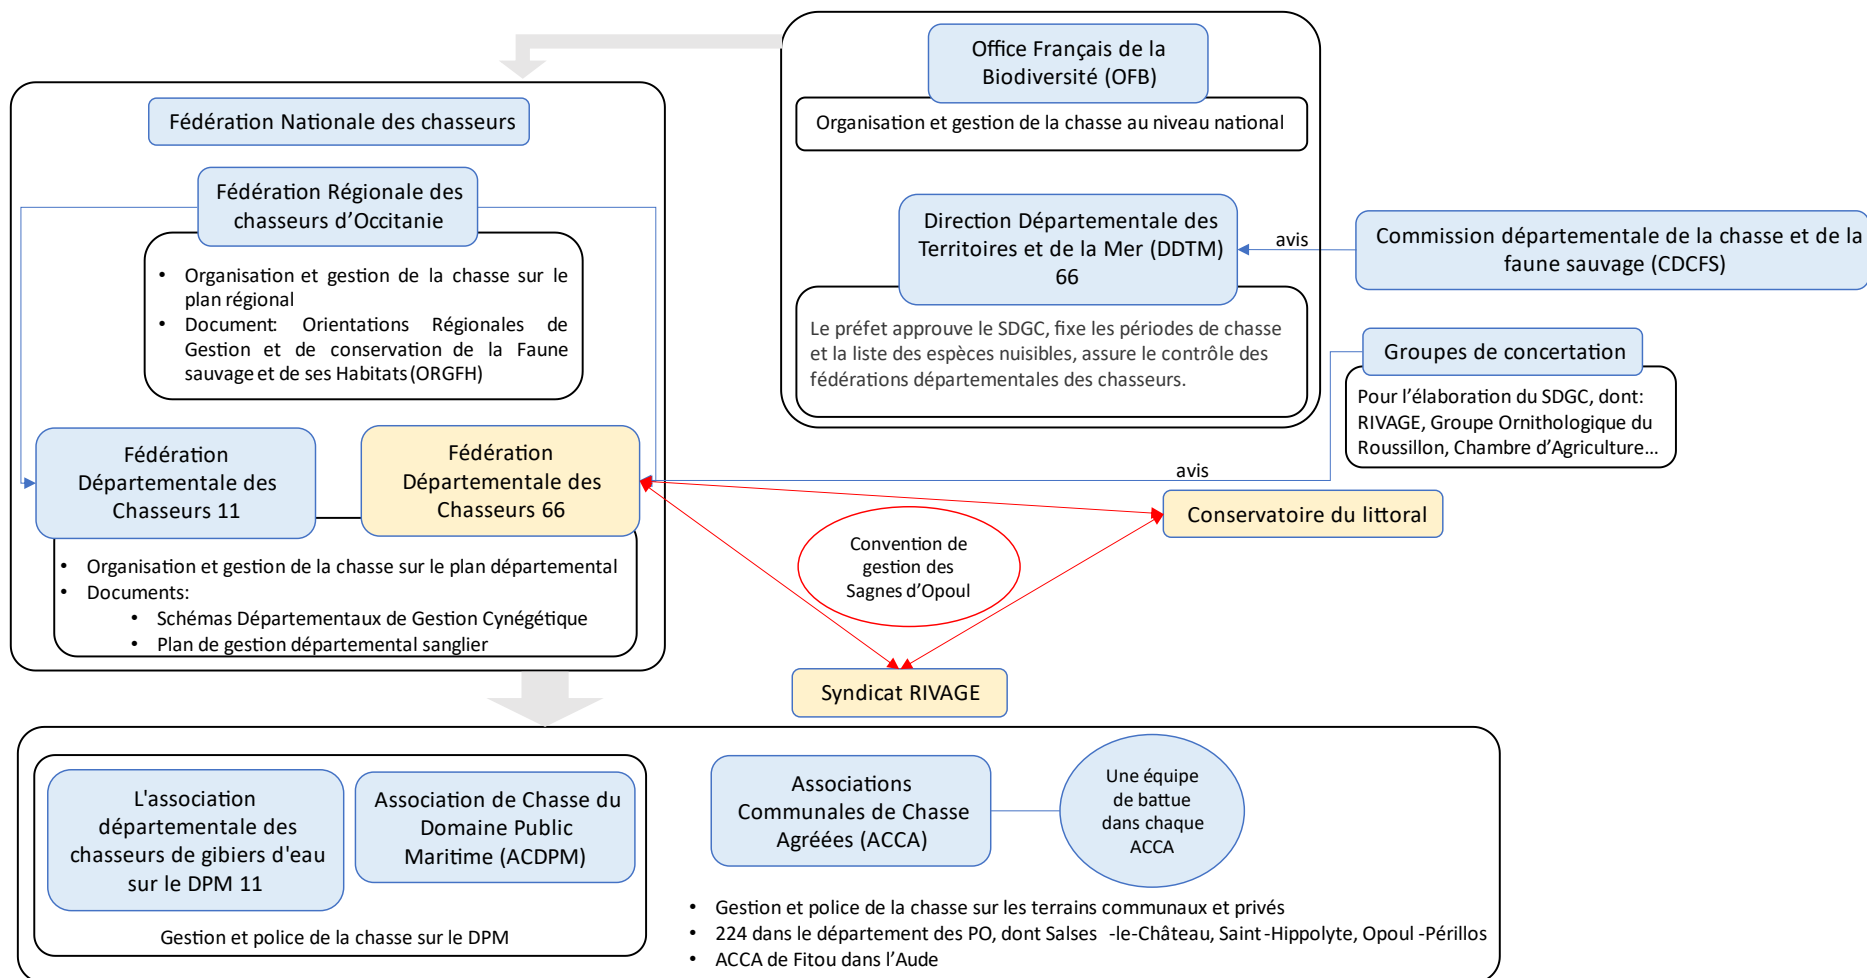 Office Français de la
Biodiversité (OFB)
Organisation et gestion de la chasse au niveau national
Fédération Nationale des chasseurs
Fédération Régionale des
chasseurs d’Occitanie
• Organisation et gestion de la chasse sur le
plan régional
• Document: Orientations Régionales de
Gestion et de conservation de la Faune
sauvage et de ses Habitats (ORGFH)
Direction Départementale des
Territoires et de la Mer (DDTM)
66
avis
Commission départementale de la chasse et de la
faune sauvage (CDCFS)
Le préfet approuve le SDGC, fixe les périodes de chasse
et la liste des espèces nuisibles, assure le contrôle des
fédérations départementales des chasseurs.
Groupes de concertation
Pour l’élaboration du SDGC, dont:
RIVAGE, Groupe Ornithologique du
Roussillon, Chambre d’Agriculture…
Fédération
Départementale des
Chasseurs 11
Fédération
Départementale des
Chasseurs 66
avis
• Organisation et gestion de la chasse sur le plan départemental
• Documents:
• Schémas Départementaux de Gestion Cynégétique
• Plan de gestion départemental sanglier
Conservatoire du littoral
Convention de
gestion des
Sagnes d’Opoul
Syndicat RIVAGE
L'association
départementale des
chasseurs de gibiers d'eau
sur le DPM 11
Association de Chasse du
Domaine Public
Maritime (ACDPM)
Gestion et police de la chasse sur le DPM
Associations
Communales de Chasse
Agréées (ACCA)
Une équipe
de battue
dans chaque
ACCA
• Gestion et police de la chasse sur les terrains communaux et privés
• 224 dans le département des PO, dont Salses -le-Château, Saint -Hippolyte, Opoul -Périllos
• ACCA de Fitou dans l’Aude